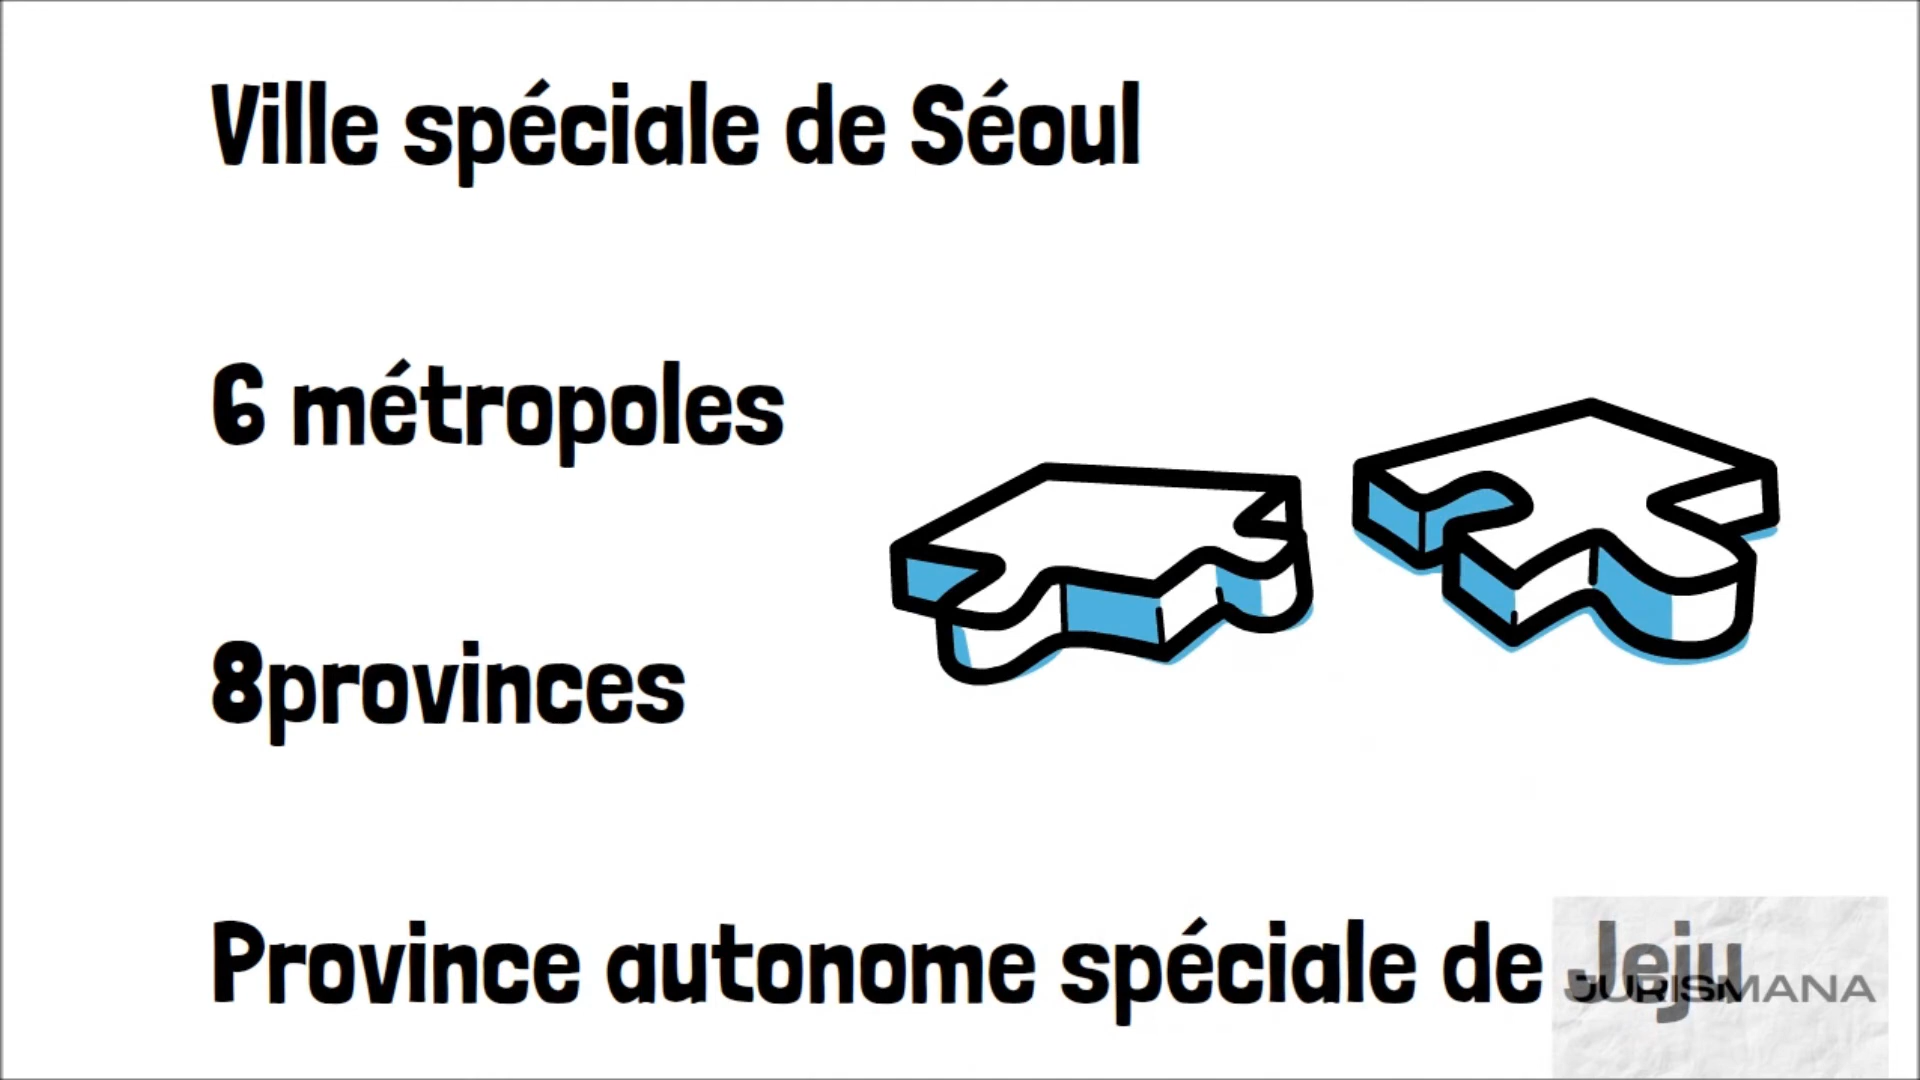 Ville spéciale de Séoul
6 métropoles
8provinces
Province autonome spéciale de Jeju
JURISMANA